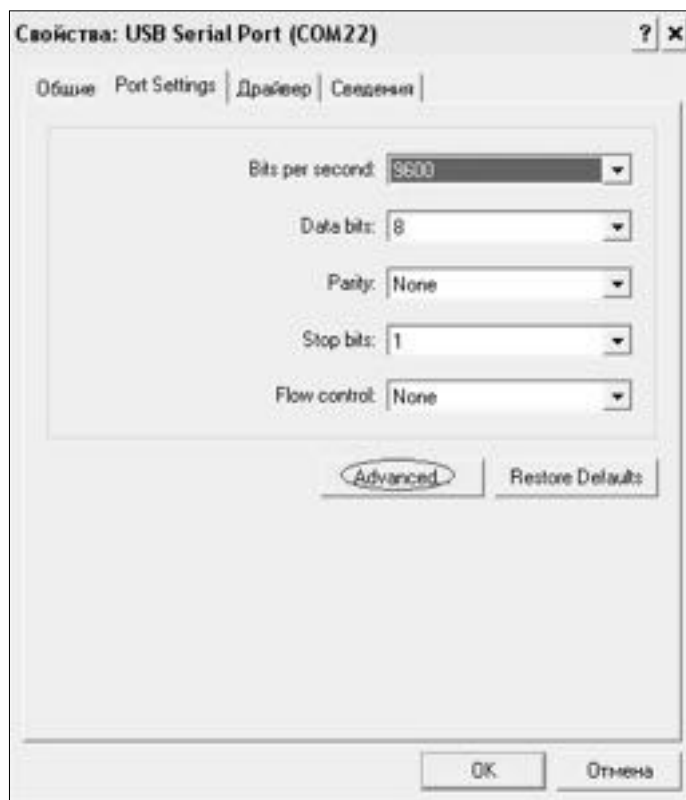 Свойства: USB Serial Port (COM22) ? ×
Общие Port Settings Драйвер Сведения
Bits per second: 9600
Data bits: 8
Parity: None
Stop bits: 1
Flow control: None
Advanced Restore Defaults
OK Отмена